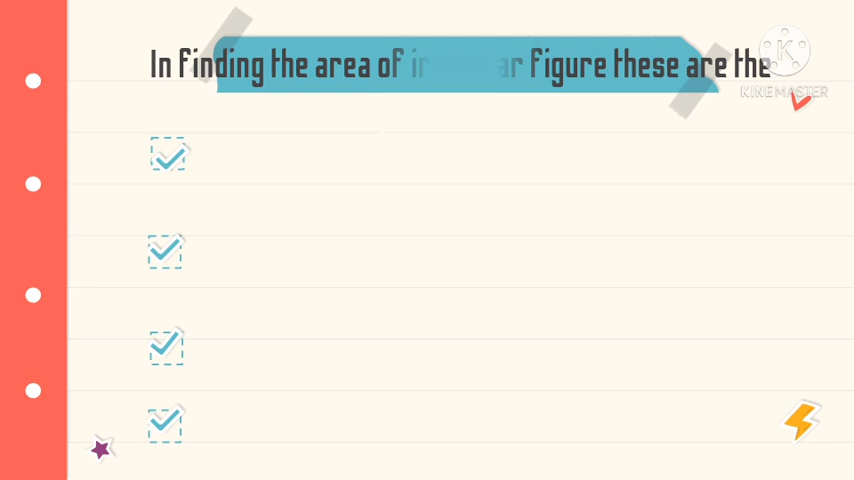 In finding the area of figure these are the
KINEMASTER